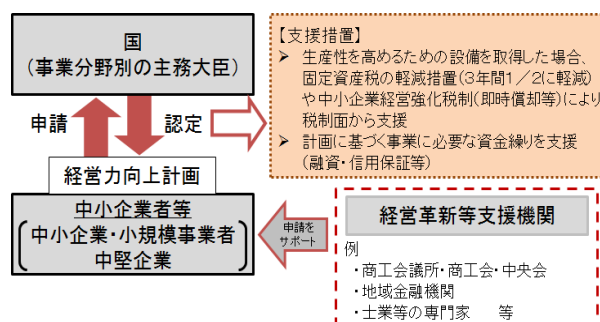 国
（事業分野別の主務大臣）
申請
認定
経営力向上計画
中小企業者等
中小企業・小規模事業者
中堅企業
【支援措置】
➢ 生産性を高めるための設備を取得した場合、
固定資産税の軽減措置（3年間1／2に軽減）
や中小企業経営強化税制（即時償却等）により
税制面から支援
➢ 計画に基づく事業に必要な資金繰りを支援
（融資・信用保証等）
申請を
サポート
経営革新等支援機関
例
・商工会議所・商工会・中央会
・地域金融機関
・士業等の専門家　等